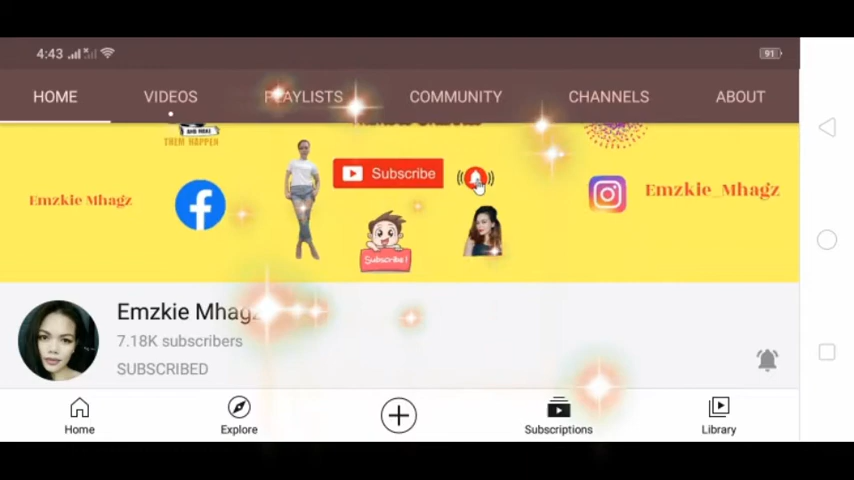 4:43
91
HOME VIDEOS PLAYLISTS COMMUNITY CHANNELS ABOUT
THEM HAPPEN
Subscribe
Emzkie Mhagz
Emzkie_Mhagz
Subscribe!
Emzkie Mhagz
7.18K subscribers
SUBSCRIBED
Home Explore Subscriptions Library